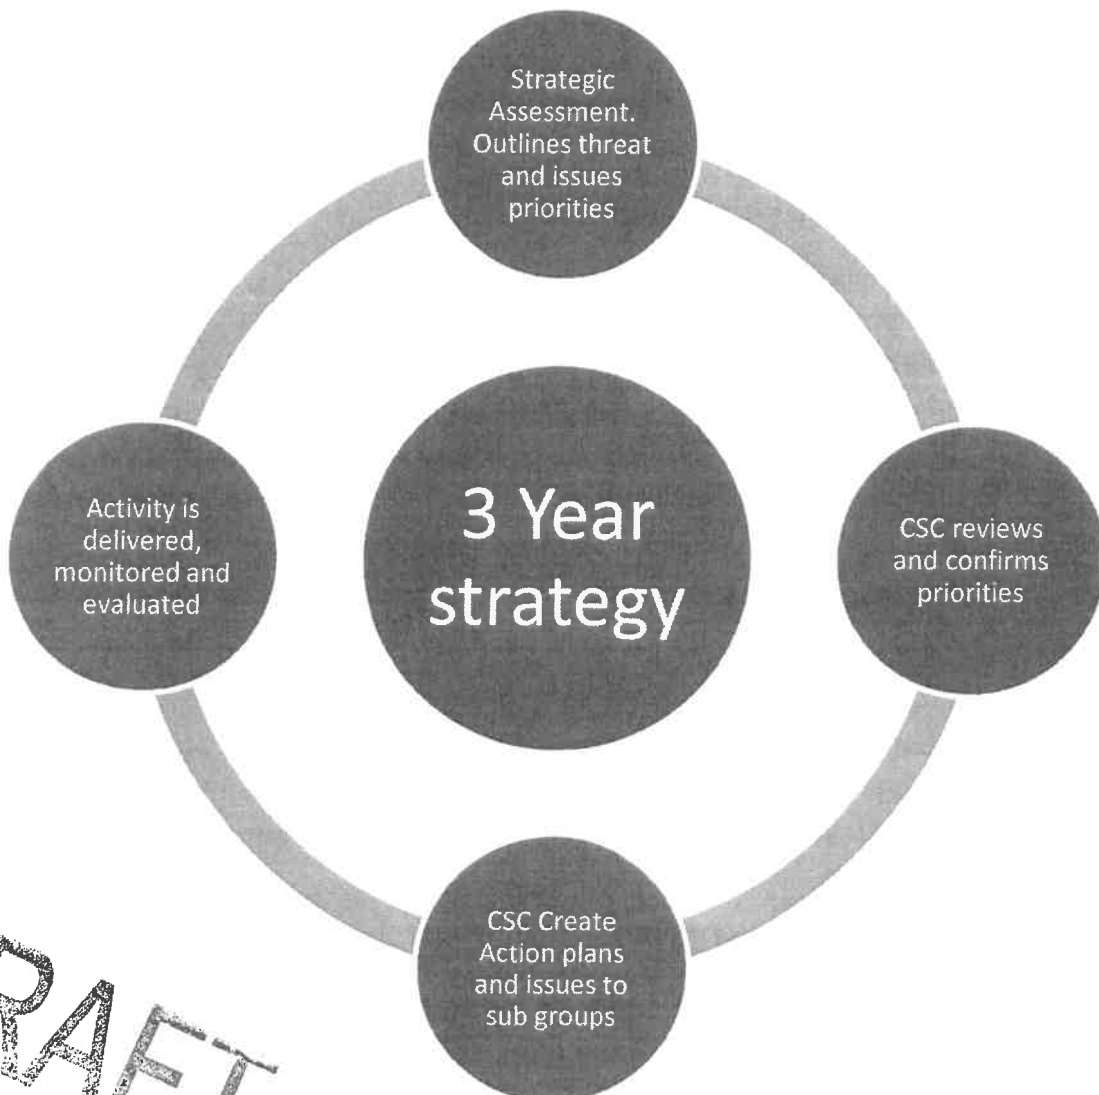 Strategic
Assessment.
Outlines threat
and issues
priorities
CSC reviews
and confirms
priorities
3 Year
strategy
Activity is
delivered,
monitored and
evaluated
CSC Create
Action plans
and issues to
sub groups